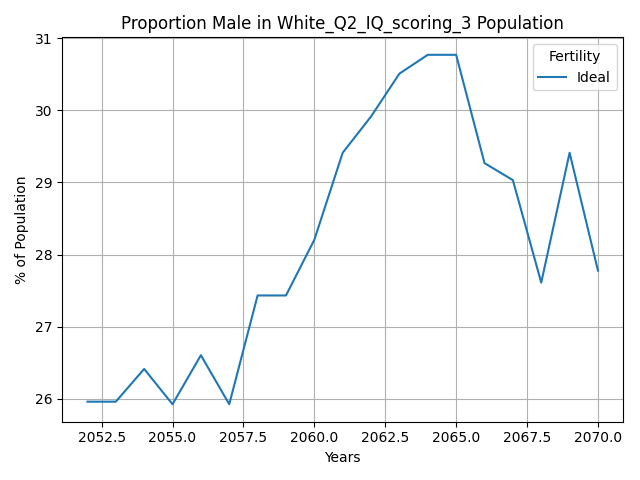 Proportion Male in White_Q2_IQ_scoring_3 Population
31
30
29
28
27
26
% of Population
Fertility
Ideal
2052.5 2055.0 2057.5 2060.0 2062.5 2065.0 2067.5 2070.0
Years